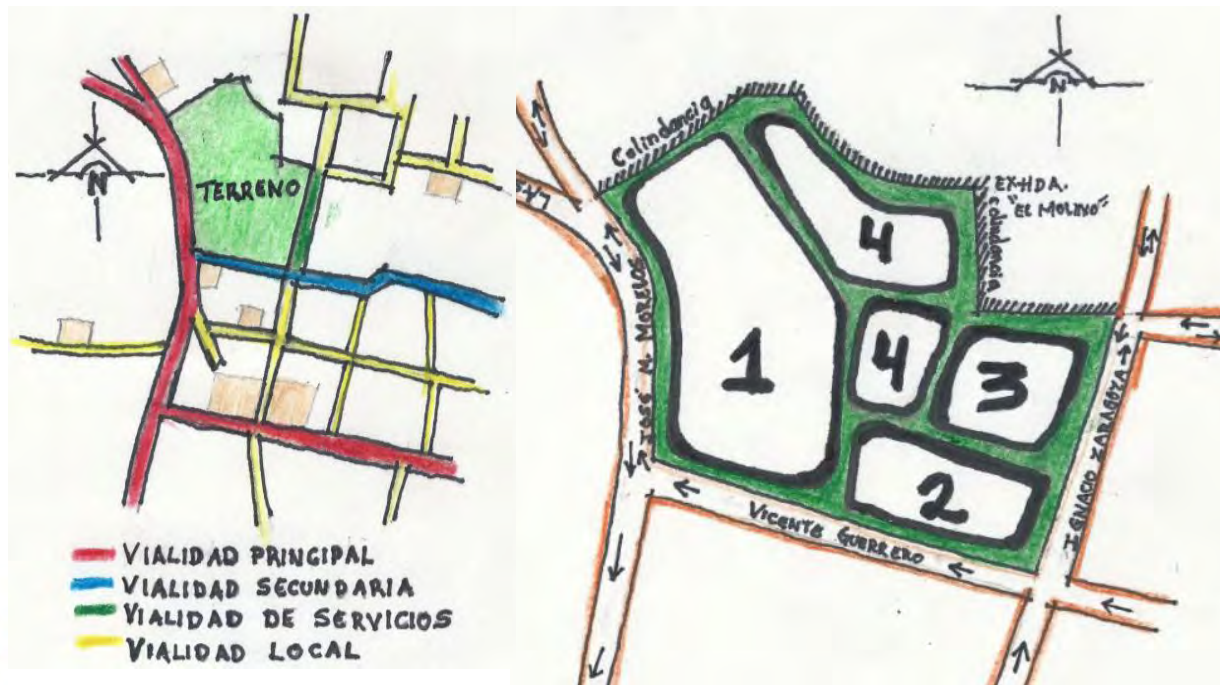 N
TERRENO
VIALIDAD PRINCIPAL
VIALIDAD SECUNDARIA
VIALIDAD DE SERVICIOS
VIALIDAD LOCAL
N
Colindancia
EX-HDA.
"EL MOLINO"
colindancia
JOSÉ M. MORELOS
IGNACIO ZARAGOZA
VICENTE GUERRERO
1
4
4
3
2